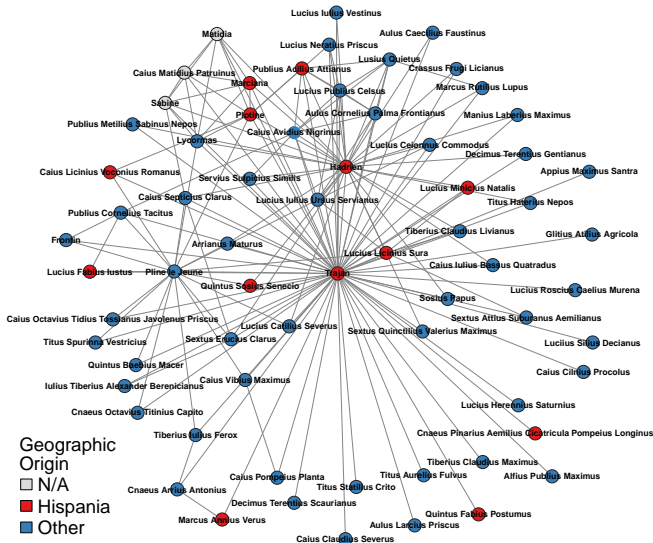 Lucius Iulius Vestinus
Matidia
Aulus Caecilius Faustinus
Lucius Neratius Priscus
Publius Acilius Attianus
Lusius Quietus
Caius Matidius Patruinus
Crassus Frugi Licianus
Marciana
Lucius Publius Celsus
Marcus Rutilius Lupus
Sabine
Plotine
Aulus Cornelius Palma Frontianus
Manius Laberius Maximus
Publius Metilius Sabinus Nepos
Caius Avidius Nigrinus
Lycormas
Lucius Ceionnus Commodus
Decimus Terentius Gentianus
Hadrien
Caius Licinius Voconius Romanus
Appius Maximus Santra
Servius Sulpicius Similis
Lucius Minicius Natalis
Caius Septicius Clarus
Lucius Iulius Ursus Servianus
Titus Haterius Nepos
Publius Cornelius Tacitus
Tiberius Claudius Livianus
Glitius Atilius Agricola
Frontin
Arrianus Maturus
Lucius Licinius Sura
Caius Iulius Bassus Quatradus
Lucius Fabius Iustus
Pline le Jeune
Trajan
Quintus Sosius Senecio
Lucius Roscius Caelius Murena
Sostus Papus
Caius Octavius Tidius Tossianus Javolenus Priscus
Sextus Attius Suburanus Aemilianus
Lucius Catilius Severus
Sextus Quinctilius Valerius Maximus
Titus Spurinna Vestricius
Sextus Erucius Clarus
Luciius Silius Decianus
Quintus Baebius Macer
Caius Cilnius Procolus
Iulius Tiberius Alexander Berenicianus
Caius Vibius Maximus
Cnaeus Octavius Titinius Capito
Lucius Herennius Saturnius
Tiberius Iulius Ferox
Cnaeus Pinarius Aemilius Cicatricula Pompeius Longinus
Geographic
Origin
N/A
Hispania
Other
Tiberius Claudius Maximus
Caius Pompeius Planta
Titus Aurelius Fulvus
Alfius Publius Maximus
Cnaeus Arrius Antonius
Titus Statilius Crito
Decimus Terentius Scaurianus
Quintus Fabius Postumus
Marcus Annius Verus
Aulus Larcius Priscus
Caius Claudius Severus